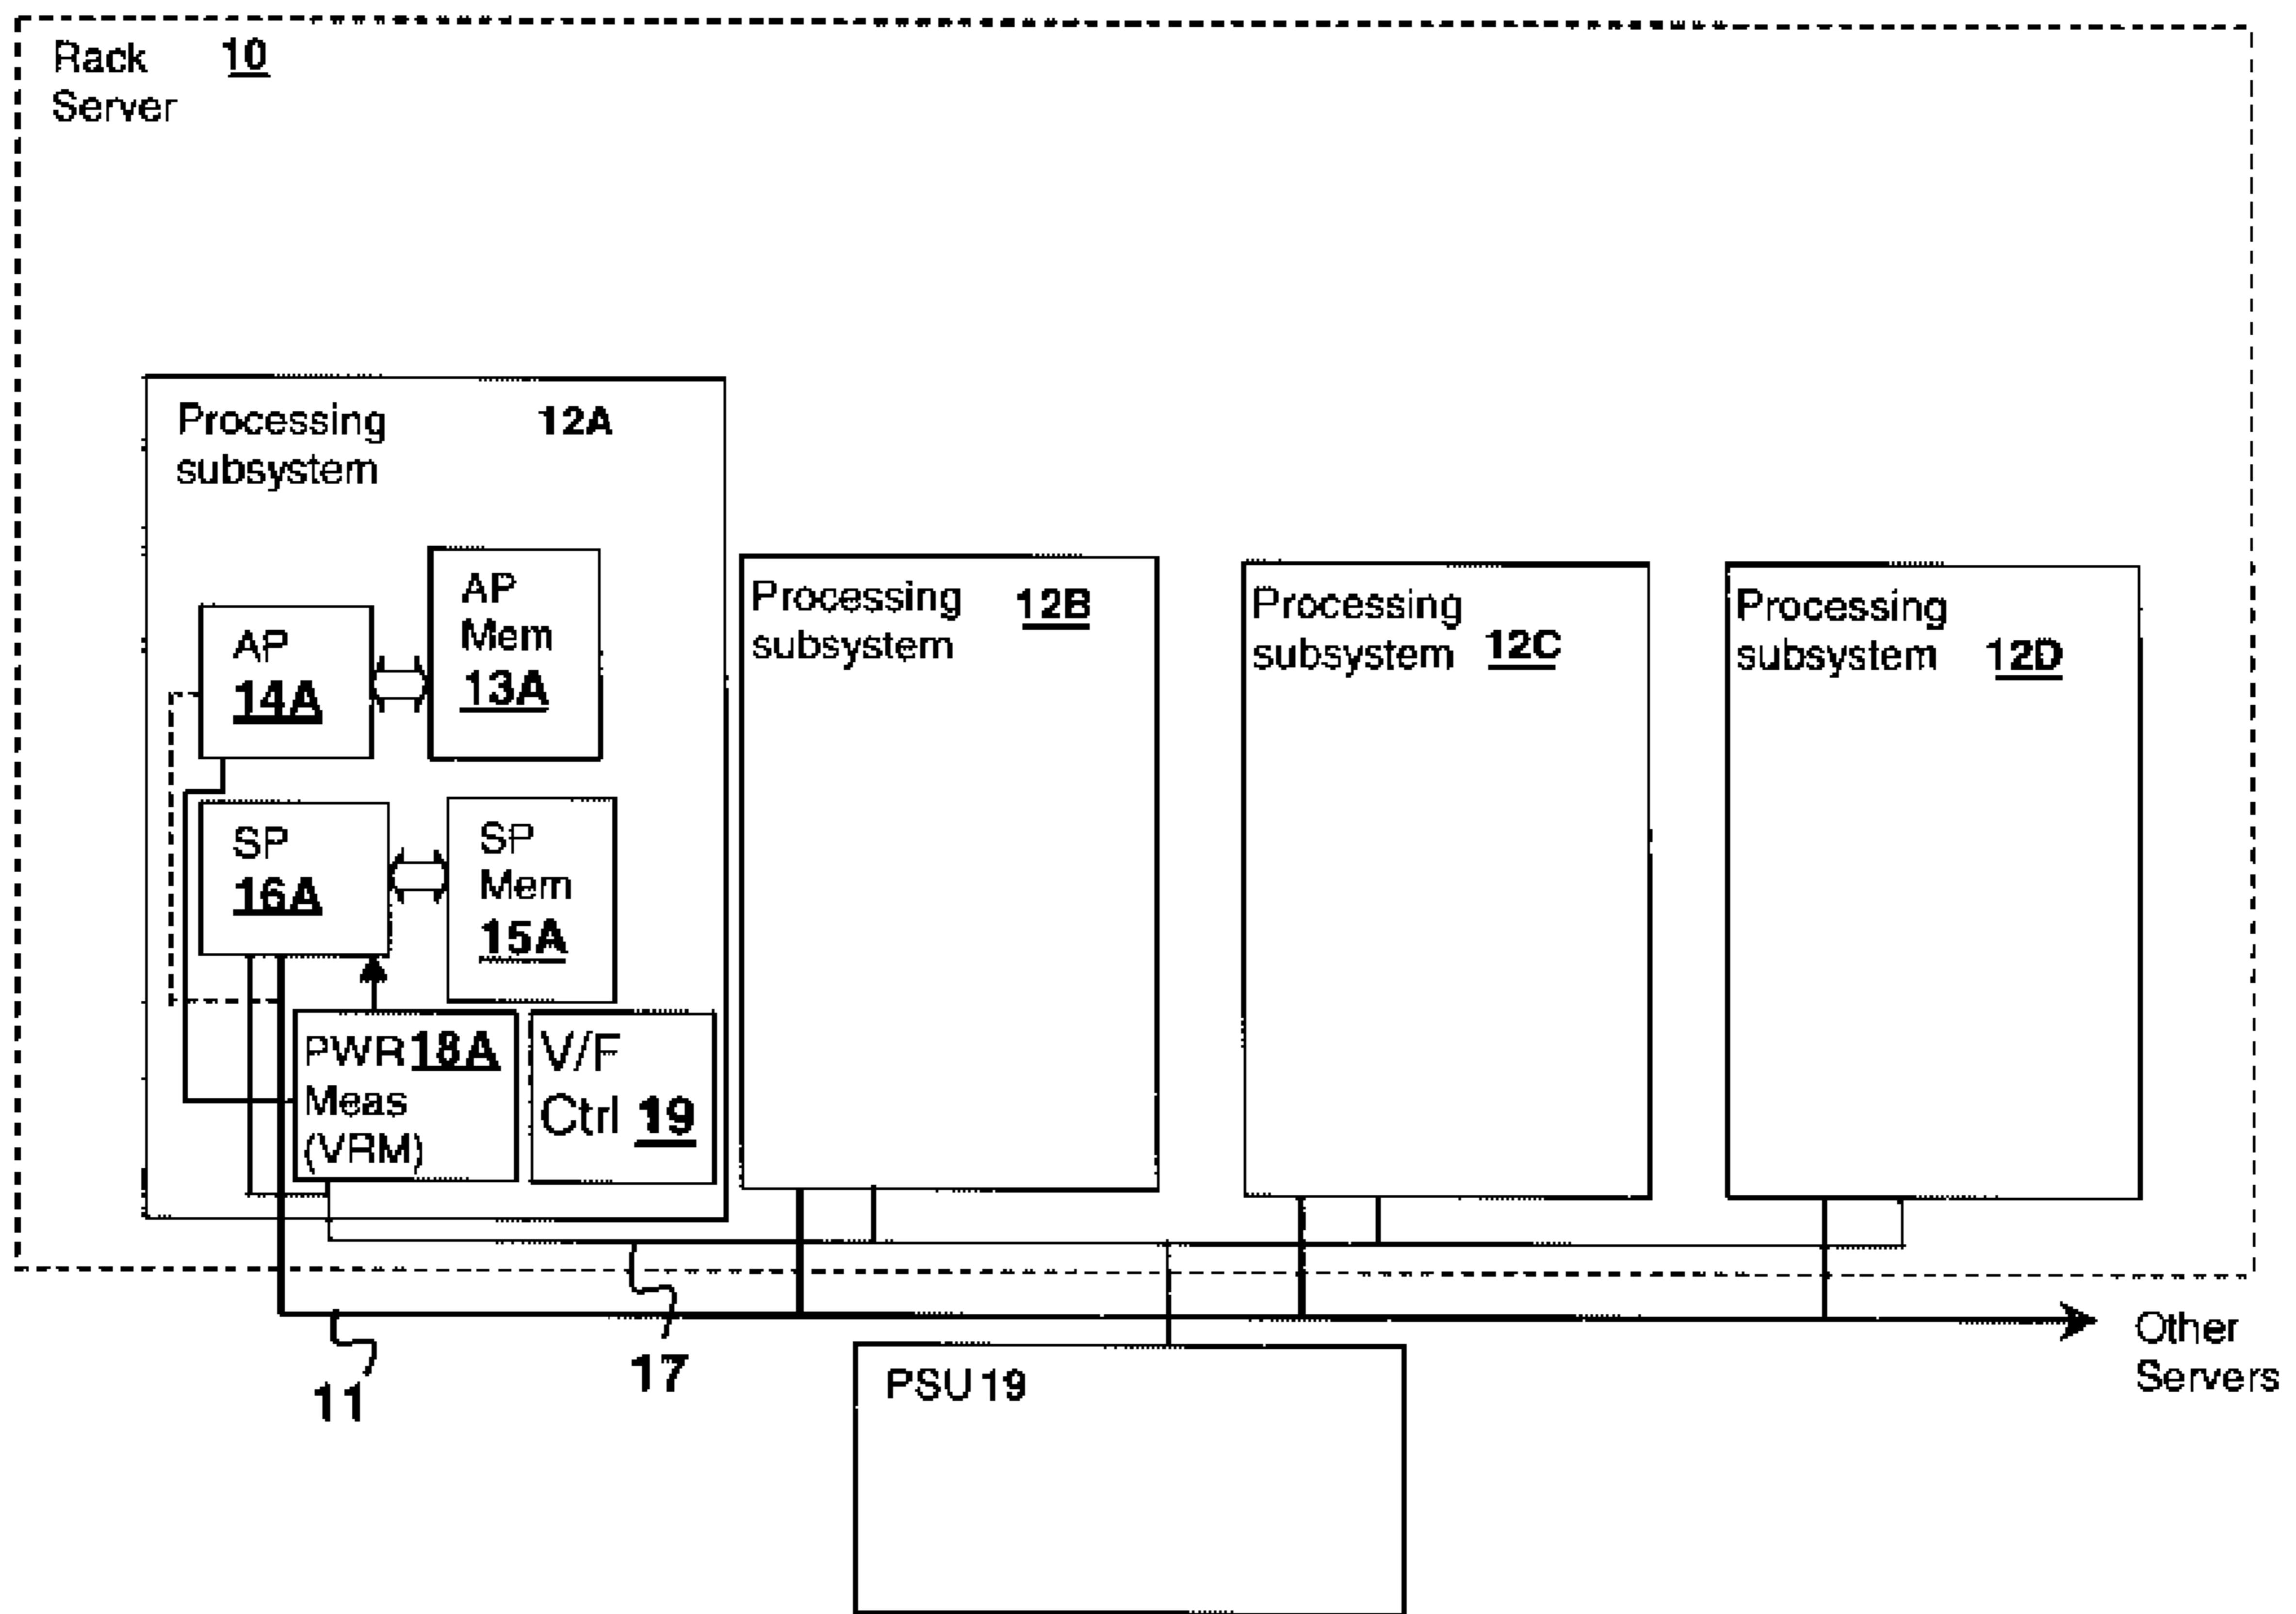 Rack 10
Server
Processing 12A
subsystem
AP
14A
AP
Mem
13A
SP
16A
SP
Mem
15A
PWR 18A
Meas
(VRM)
V/F
Ctrl 19
Processing 12B
subsystem
Processing
subsystem 12C
Processing
subsystem 12D
11
17
PSU 19
Other
Servers